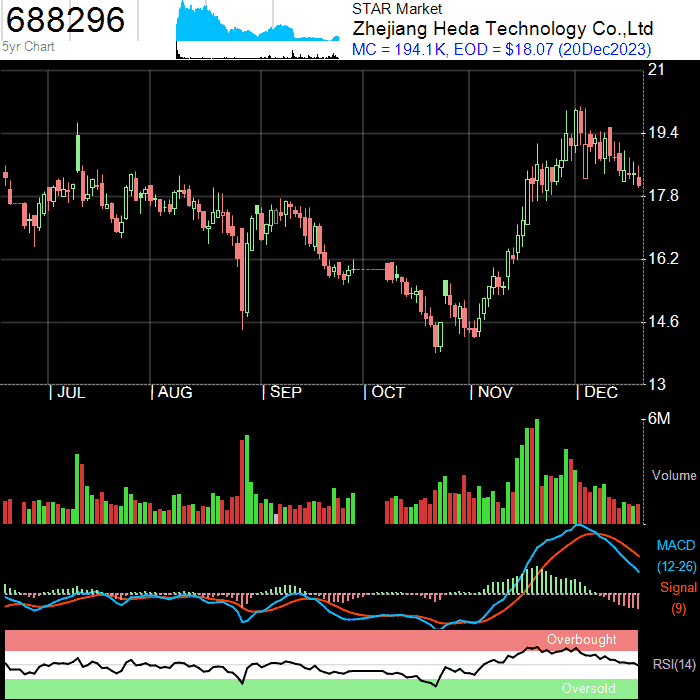 688296
5yr Chart
STAR Market
Zhejiang Heda Technology Co.,Ltd
MC = 194.1K, EOD = $18.07 (20Dec2023)
21
19.4
17.8
16.2
14.6
13
| JUL | AUG | SEP | OCT | NOV | DEC
6M
Volume
MACD
(12-26)
Signal
(9)
Overbought
RSI(14)
Oversold